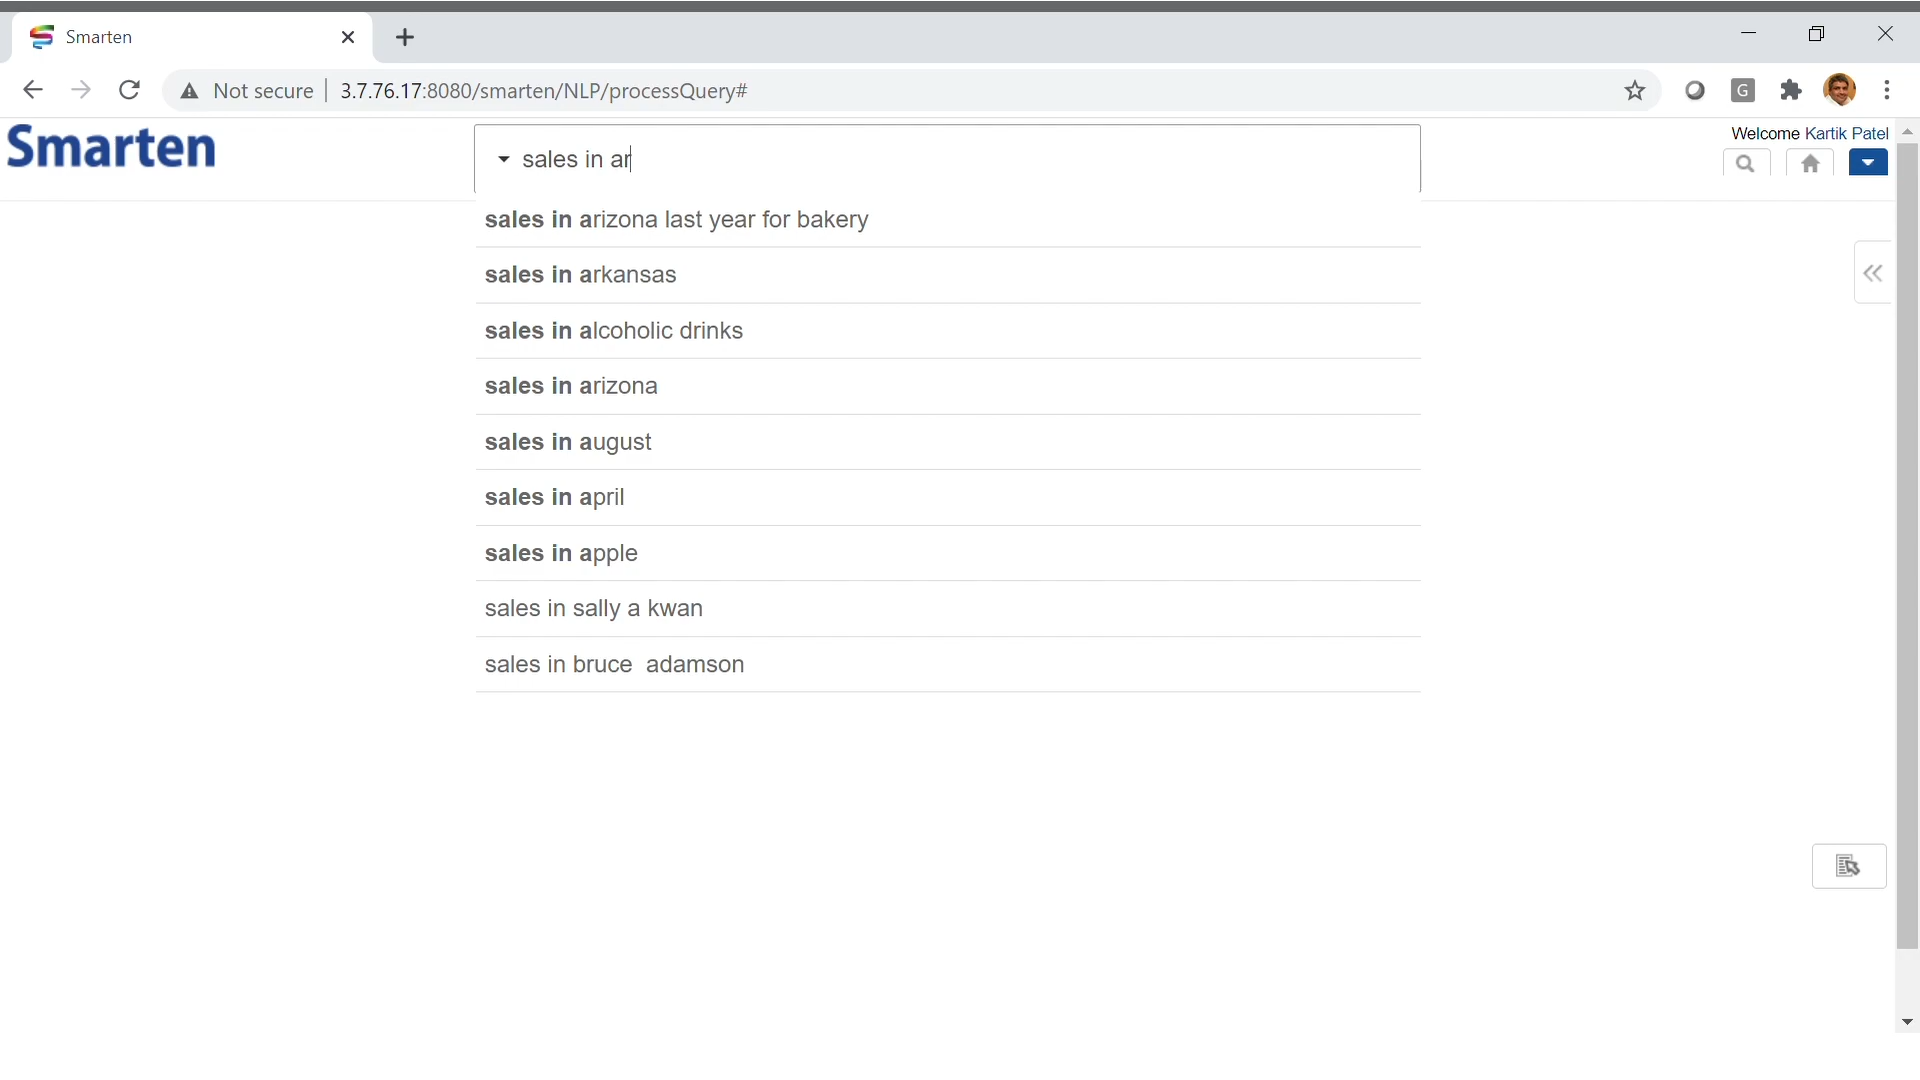 Smarten
Not secure
3.7.76.17:8080/smarten/NLP/processQuery#
G
Smarten
sales in ar
Welcome Kartik Patel
sales in arizona last year for bakery
sales in arkansas
sales in alcoholic drinks
sales in arizona
sales in august
sales in april
sales in apple
sales in sally a kwan
sales in bruce  adamson